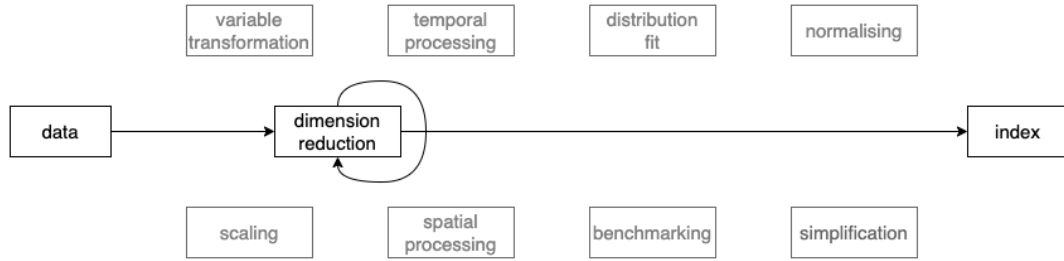 variable
transformation
temporal
processing
distribution
fit
normalising
data
dimension
reduction
index
scaling
spatial
processing
benchmarking
simplification